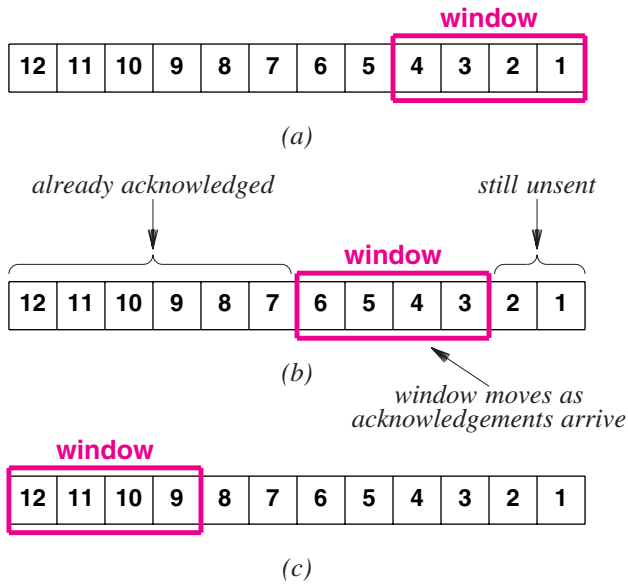 window
12 11 10 9 8 7 6 5 4 3 2 1
(a)
already acknowledged
still unsent
window
12 11 10 9 8 7 6 5 4 3 2 1
(b)
window moves as
acknowledgements arrive
window
12 11 10 9 8 7 6 5 4 3 2 1
(c)